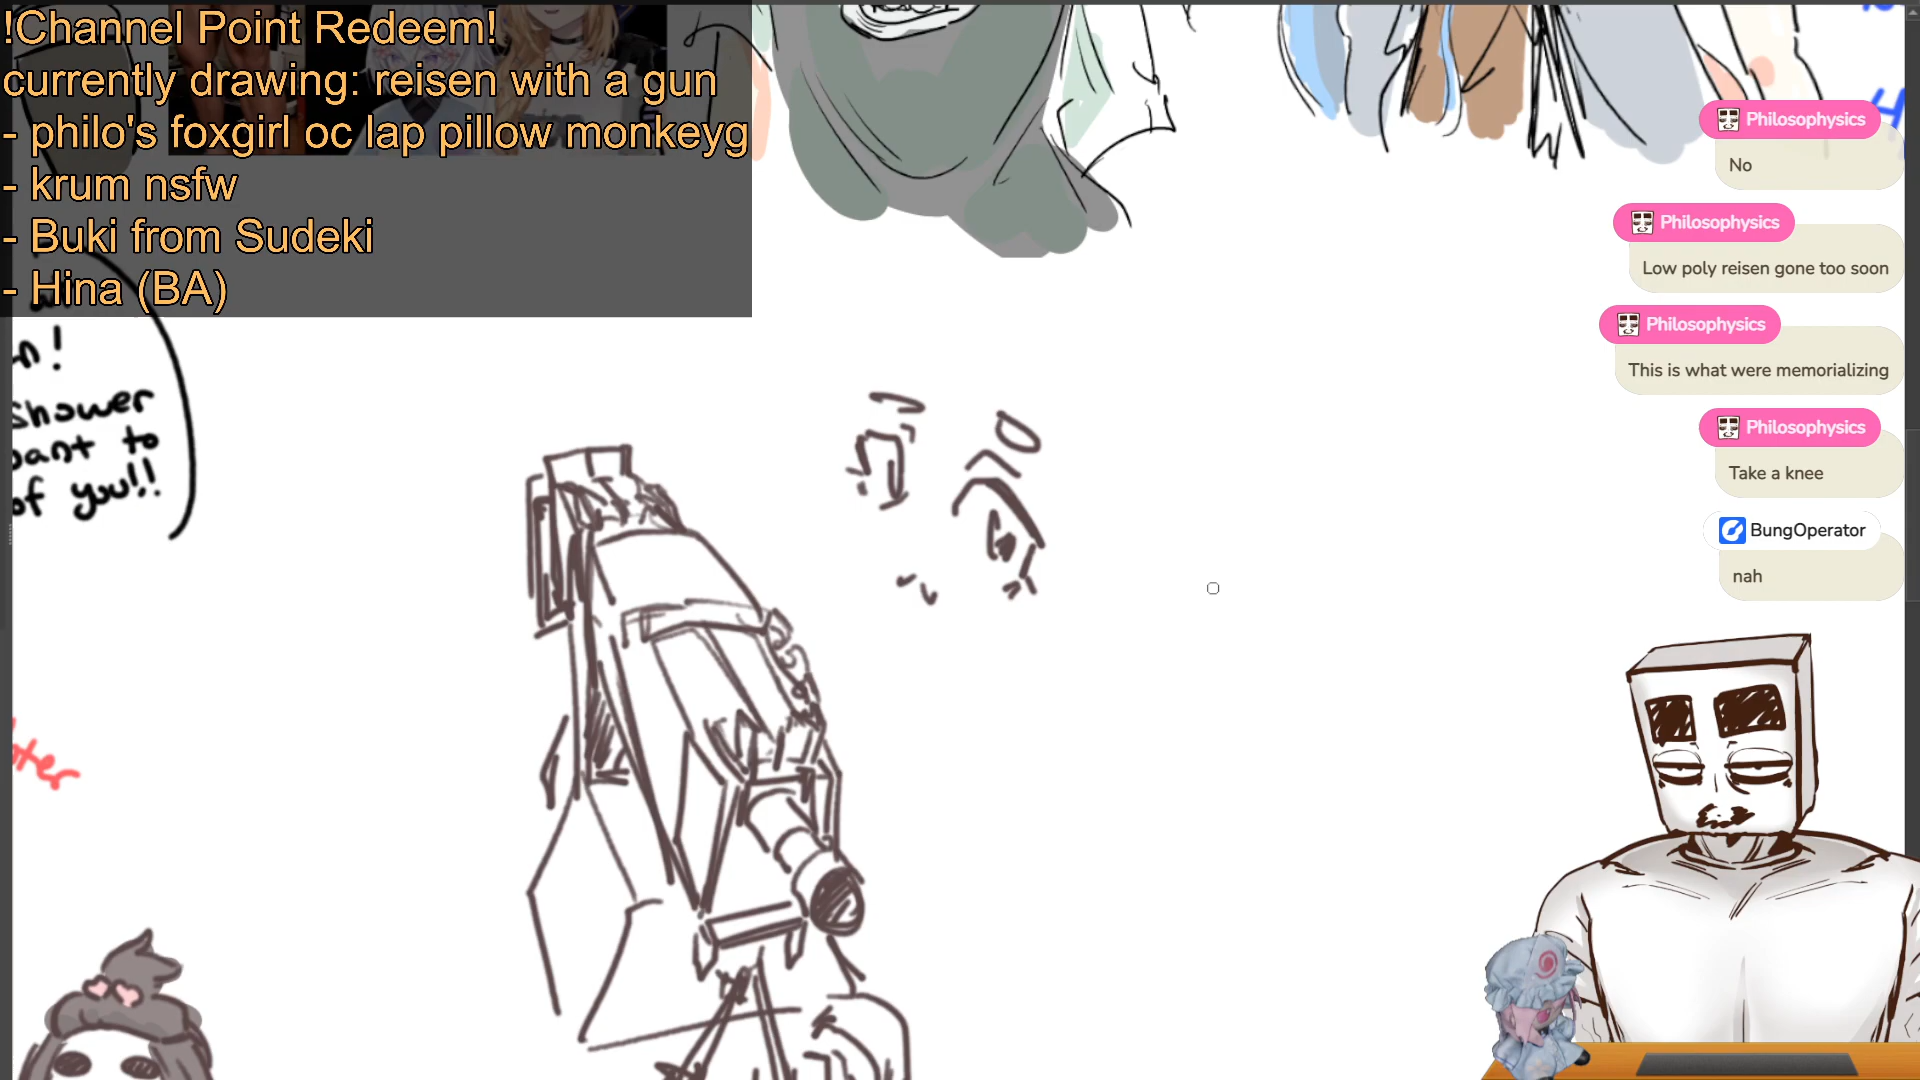 !Channel Point Redeem!
currently drawing: reisen with a gun
- philo's foxgirl oc lap pillow monkeyg
- krum nsfw
- Buki from Sudeki
- Hina (BA)
n!
shower
want to
of you!!
Philosophysics
No
Philosophysics
Low poly reisen gone too soon
Philosophysics
This is what were memorializing
Philosophysics
Take a knee
BungOperator
nah